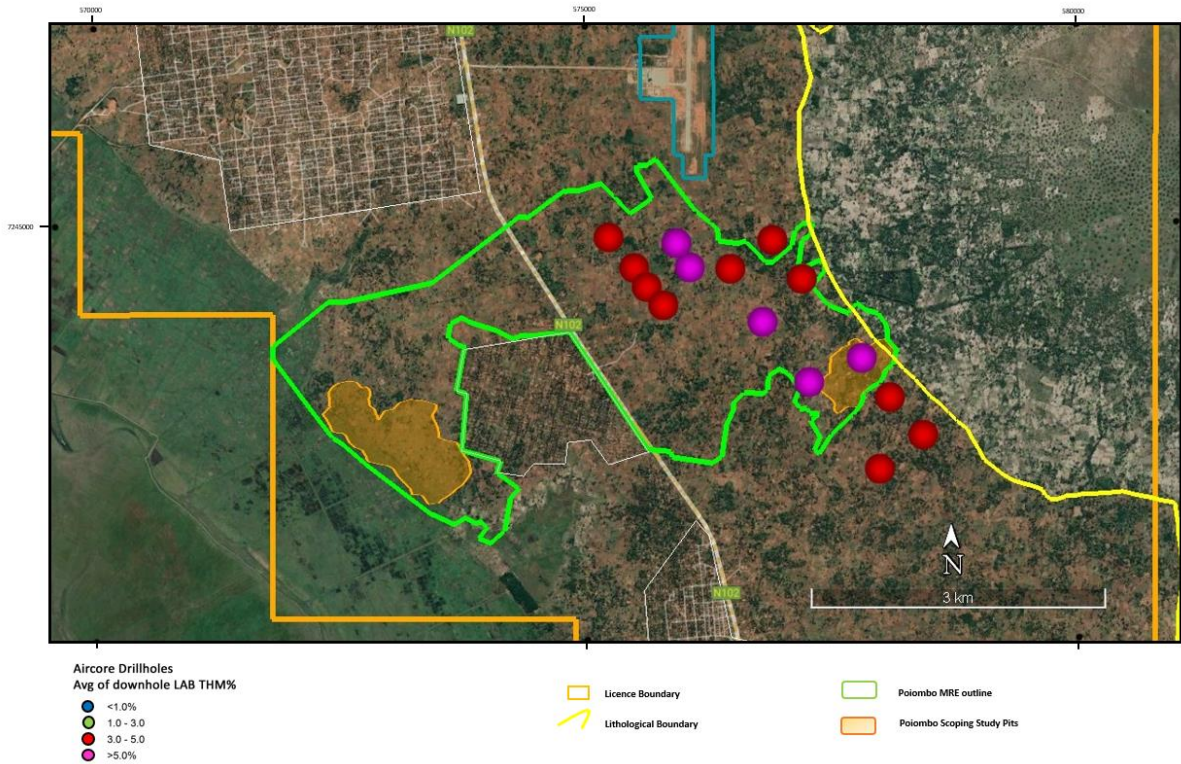 570000
575000
580000
N102
7245000
N102
N102
N
3 km
Aircore Drillholes
Avg of downhole LAB THM%
<1.0%
1.0 - 3.0
3.0 - 5.0
>5.0%
Licence Boundary
Lithological Boundary
Poiombo MRE outline
Poiombo Scoping Study Pits